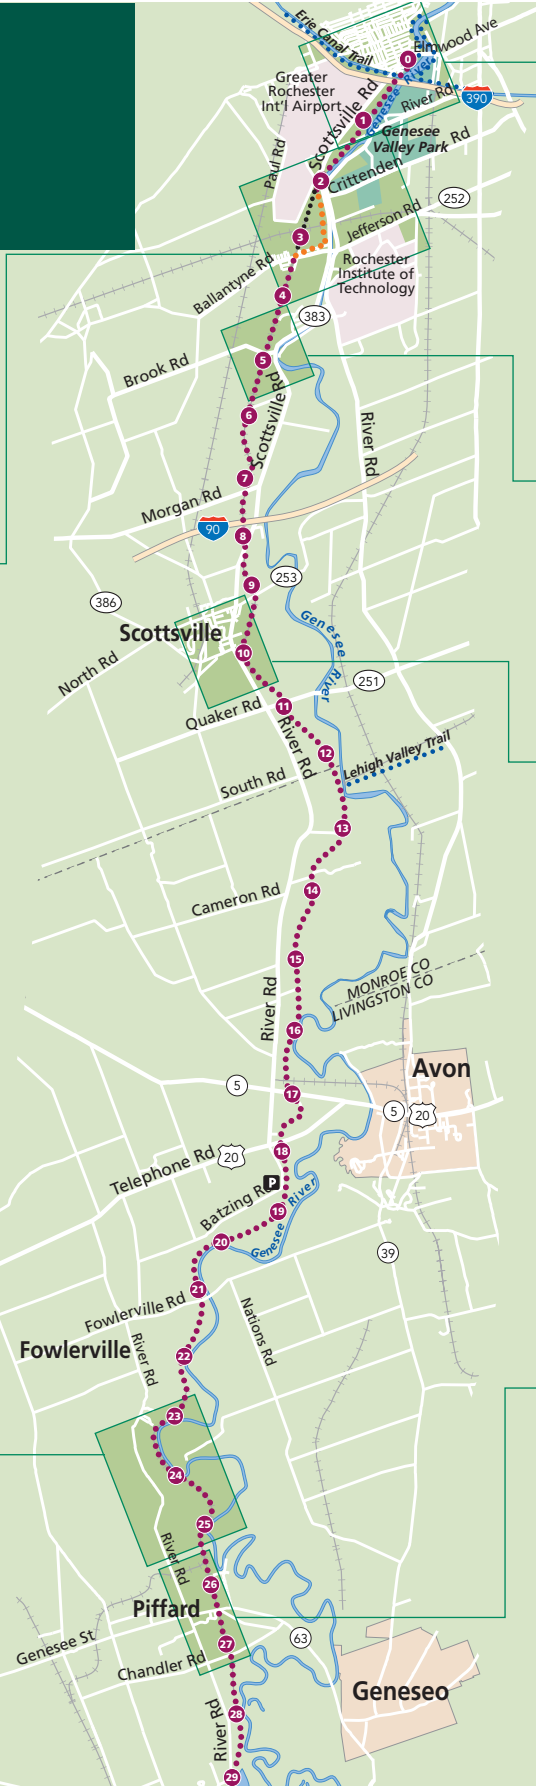 Erie Canal Trail
Elmwood Ave
0
Greater
Rochester
Int'l Airport
Scottsville Rd
Genesee River
River Rd
390
1
Genesee
Valley Park
Paul Rd
Crittenden Rd
2
252
3
Jefferson Rd
Ballantyne Rd
Rochester
Institute of
Technology
4
383
5
Brook Rd
Scottsville Rd
6
River Rd
7
Morgan Rd
90
8
253
9
386
Scottsville
Genesee
River
10
North Rd
251
Quaker Rd
11
River Rd
12
Lehigh Valley Trail
South Rd
13
Cameron Rd
14
15
MONROE CO
LIVINGSTON CO
River Rd
16
Avon
5
17
5
20
18
20
Telephone Rd
P
Batzing Rd
19
Genesee River
20
39
21
Fowlerville Rd
Nations Rd
Fowlerville
River Rd
22
23
24
25
River Rd
26
Piffard
Genesee St
27
63
Chandler Rd
Geneseo
28
River Rd
29